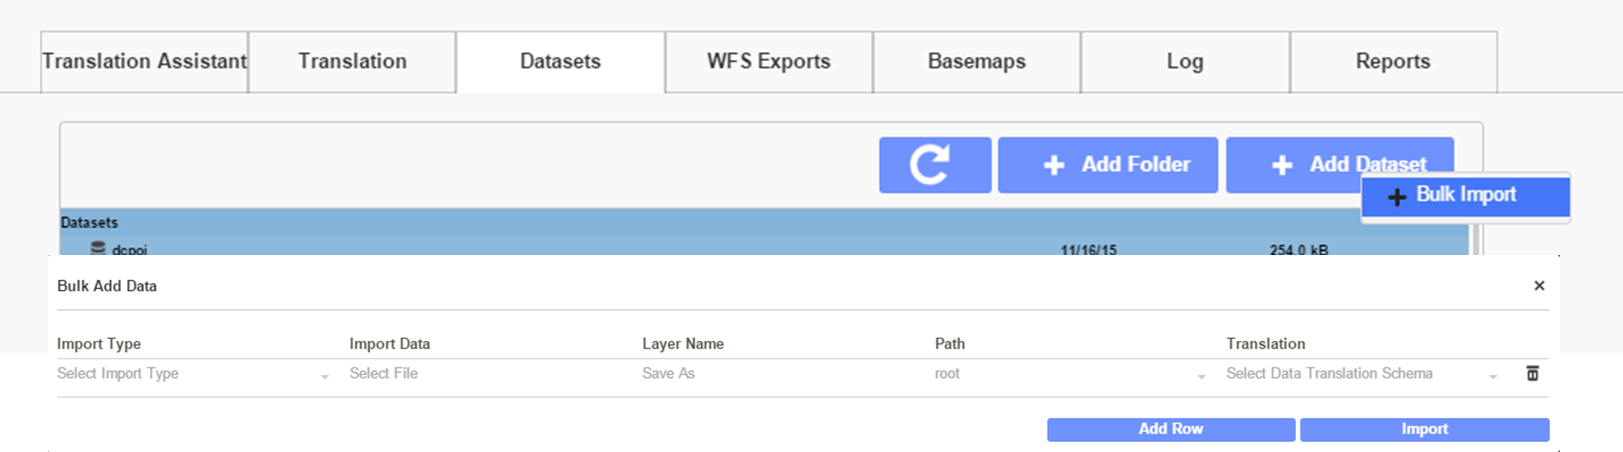 Translation Assistant Translation Datasets WFS Exports Basemaps Log Reports
Add Folder Add Dataset
Bulk Import
Datasets
dcpoi 11/16/15 254.0 kB
Bulk Add Data
Import Type Import Data Layer Name Path Translation
Select Import Type Select File Save As root Select Data Translation Schema
Add Row Import